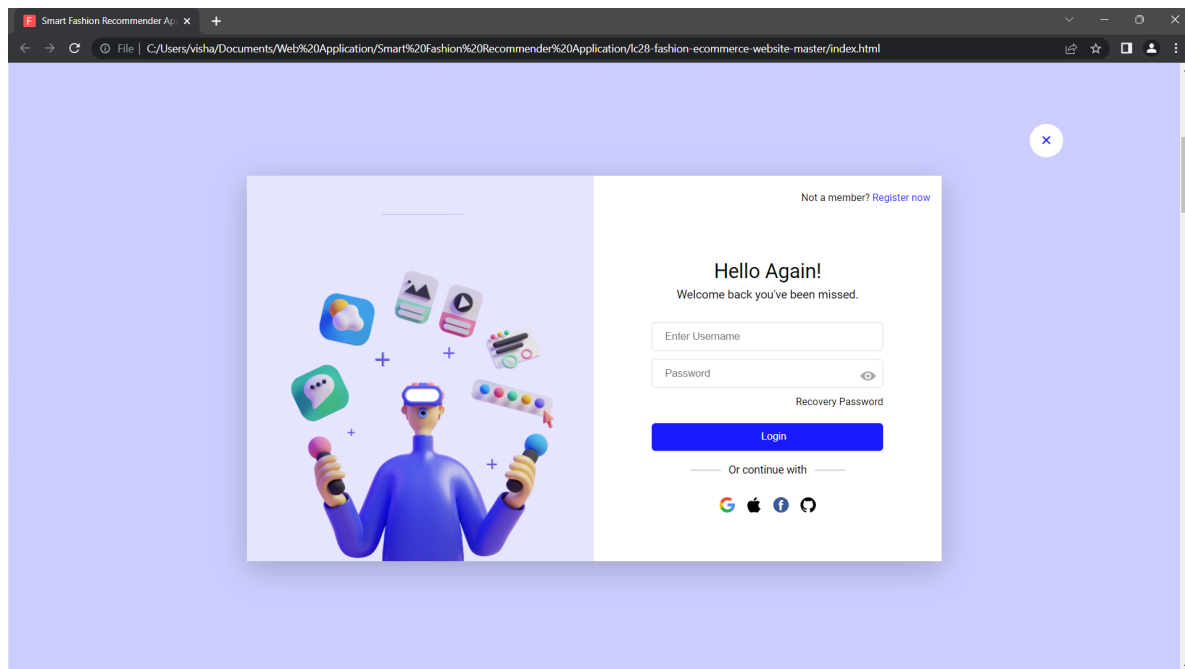 F Smart Fashion Recommender Ap
File | C:/Users/visha/Documents/Web%20Application/Smart%20Fashion%20Recommender%20Application/lc28-fashion-ecommerce-website-master/index.html
Not a member? Register now
Hello Again!
Welcome back you've been missed.
Enter Username
Password
Recovery Password
Login
Or continue with